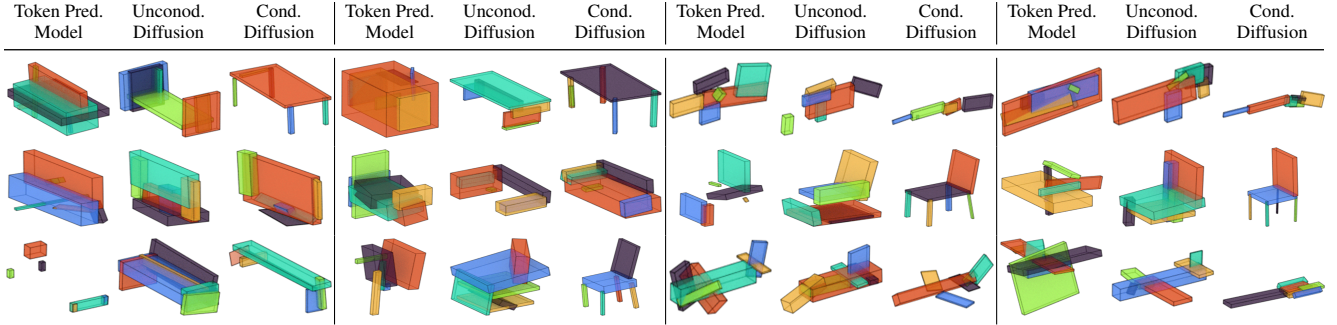 Token Pred. Unconod. Cond. Token Pred. Unconod. Cond. Token Pred. Unconod. Cond. Token Pred. Unconod. Cond.
Model Diffusion Diffusion Model Diffusion Diffusion Model Diffusion Diffusion Model Diffusion Diffusion